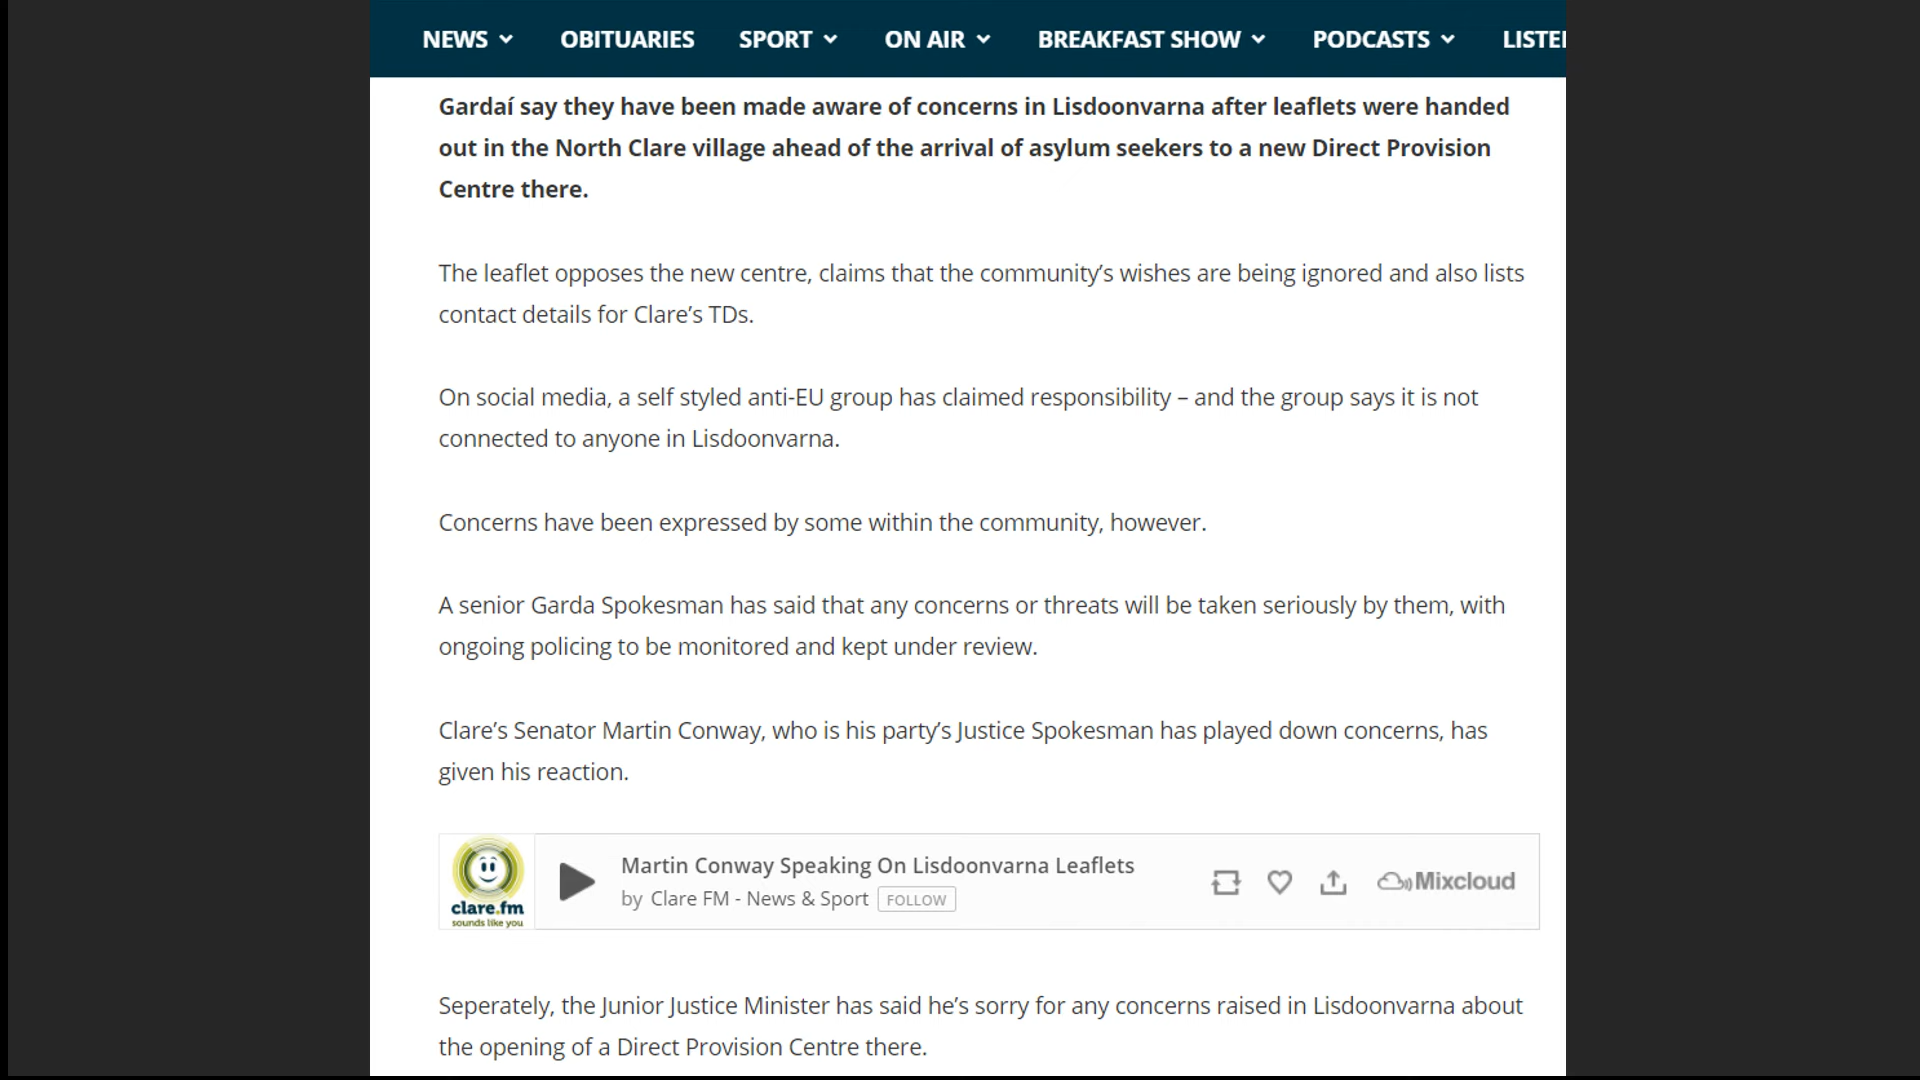 NEWS OBITUARIES SPORT ON AIR BREAKFAST SHOW PODCASTS LISTE
Gardaí say they have been made aware of concerns in Lisdoonvarna after leaflets were handed
out in the North Clare village ahead of the arrival of asylum seekers to a new Direct Provision
Centre there.
The leaflet opposes the new centre, claims that the community’s wishes are being ignored and also lists
contact details for Clare’s TDs.
On social media, a self styled anti-EU group has claimed responsibility – and the group says it is not
connected to anyone in Lisdoonvarna.
Concerns have been expressed by some within the community, however.
A senior Garda Spokesman has said that any concerns or threats will be taken seriously by them, with
ongoing policing to be monitored and kept under review.
Clare’s Senator Martin Conway, who is his party’s Justice Spokesman has played down concerns, has
given his reaction.
Martin Conway Speaking On Lisdoonvarna Leaflets
by Clare FM - News & Sport FOLLOW
Mixcloud
clare.fm
sounds like you
Seperately, the Junior Justice Minister has said he’s sorry for any concerns raised in Lisdoonvarna about
the opening of a Direct Provision Centre there.